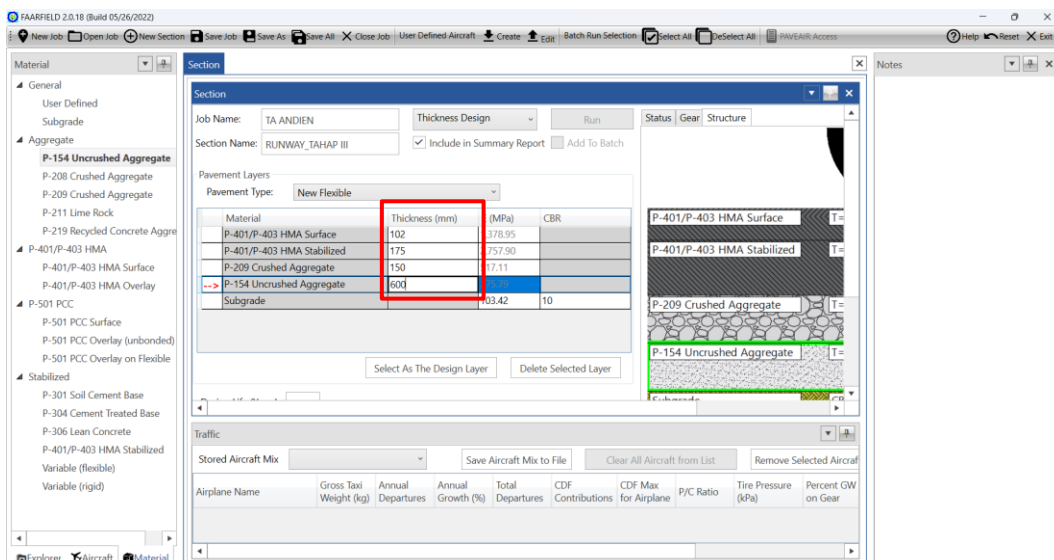 FAARFIELD 2.0.18 (Build 05/26/2022)
New Job Open Job New Section Save Job Save As Save All Close Job User Defined Aircraft Create Edit Batch Run Selection Select All DeSelect All PAVEAIR Access Help Reset Exit
Material
General
User Defined
Subgrade
Aggregate
P-154 Uncrushed Aggregate
P-208 Crushed Aggregate
P-209 Crushed Aggregate
P-211 Lime Rock
P-219 Recycled Concrete Aggre
P-401/P-403 HMA
P-401/P-403 HMA Surface
P-401/P-403 HMA Overlay
P-501 PCC
P-501 PCC Surface
P-501 PCC Overlay (unbonded)
P-501 PCC Overlay on Flexible
Stabilized
P-301 Soil Cement Base
P-304 Cement Treated Base
P-306 Lean Concrete
P-401/P-403 HMA Stabilized
Variable (flexible)
Variable (rigid)
Explorer Aircraft Material
Section
Section
Job Name: TA ANDIEN Thickness Design Run
Section Name: RUNWAY_TAHAP III Include in Summary Report Add To Batch
Pavement Layers
Pavement Type: New Flexible
Material Thickness (mm) (MPa) CBR
P-401/P-403 HMA Surface 102 378.95
P-401/P-403 HMA Stabilized 175 757.90
P-209 Crushed Aggregate 150 17.11
--> P-154 Uncrushed Aggregate 600
Subgrade 103.42 10
Select As The Design Layer Delete Selected Layer
Status Gear Structure
P-401/P-403 HMA Surface T=
P-401/P-403 HMA Stabilized T=
P-209 Crushed Aggregate T=
P-154 Uncrushed Aggregate T=
Traffic
Stored Aircraft Mix Save Aircraft Mix to File Clear All Aircraft from List Remove Selected Aircraf
Airplane Name Gross Taxi Weight (kg) Annual Departures Annual Growth (%) Total Departures CDF Contributions CDF Max for Airplane P/C Ratio Tire Pressure (kPa) Percent GW on Gear
Notes